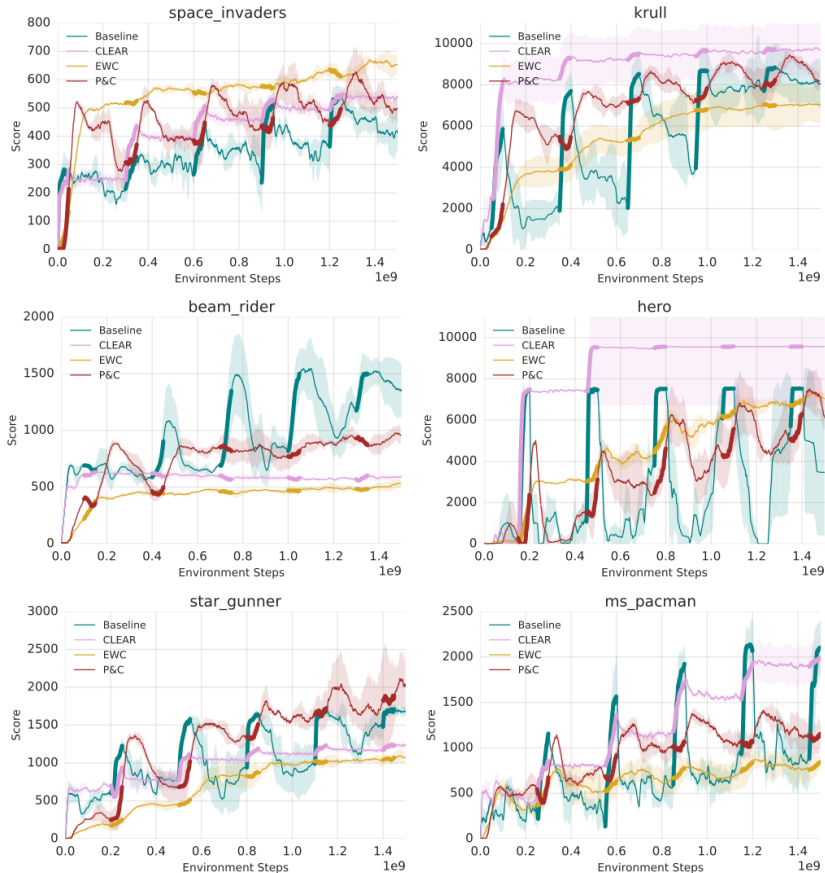 space_invaders
800
700
600
500
400
300
200
100
0
Score
Baseline
CLEAR
EWC
P&C
0.0 0.2 0.4 0.6 0.8 1.0 1.2 1.4
Environment Steps
1e9
krull
10000
8000
6000
4000
2000
0
Score
Baseline
CLEAR
EWC
P&C
0.0 0.2 0.4 0.6 0.8 1.0 1.2 1.4
Environment Steps
1e9
beam_rider
2000
1500
1000
500
0
Score
Baseline
CLEAR
EWC
P&C
0.0 0.2 0.4 0.6 0.8 1.0 1.2 1.4
Environment Steps
1e9
hero
10000
8000
6000
4000
2000
0
Score
Baseline
CLEAR
EWC
P&C
0.0 0.2 0.4 0.6 0.8 1.0 1.2 1.4
Environment Steps
1e9
star_gunner
3000
2500
2000
1500
1000
500
0
Score
Baseline
CLEAR
EWC
P&C
0.0 0.2 0.4 0.6 0.8 1.0 1.2 1.4
Environment Steps
1e9
ms_pacman
2500
2000
1500
1000
500
0
Score
Baseline
CLEAR
EWC
P&C
0.0 0.2 0.4 0.6 0.8 1.0 1.2 1.4
Environment Steps
1e9